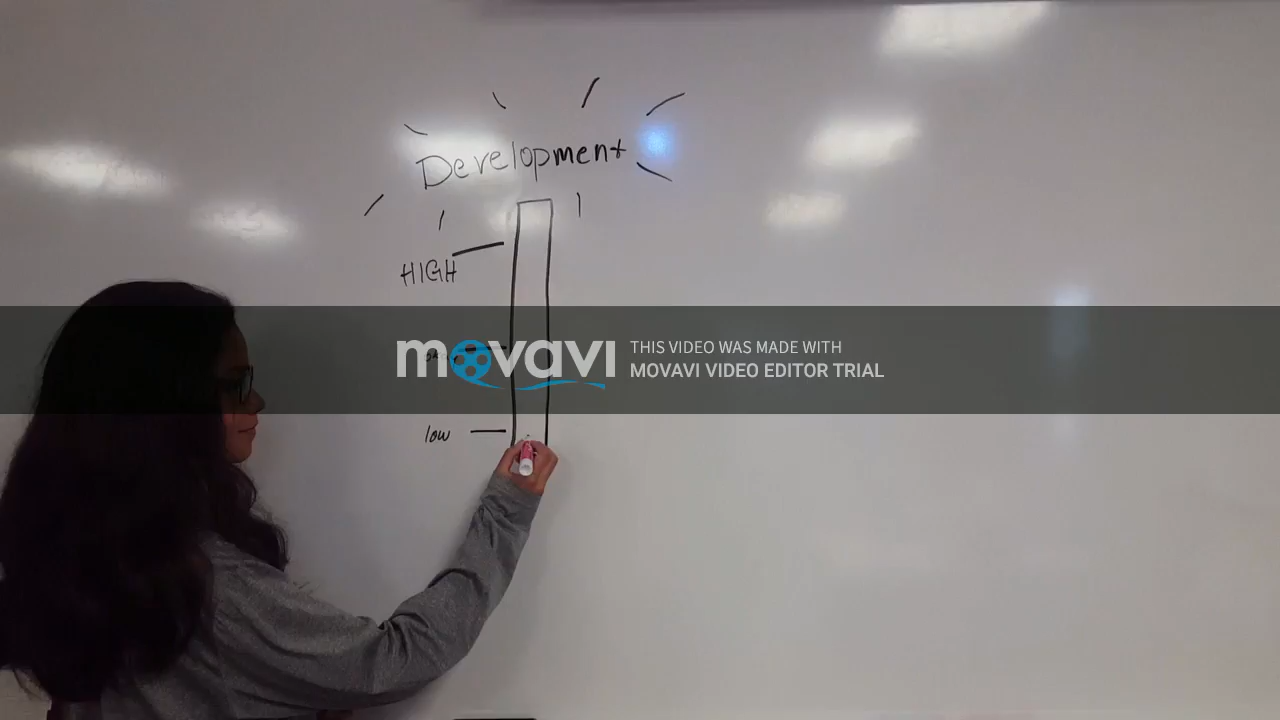 Development
HIGH
movavi
THIS VIDEO WAS MADE WITH
MOVAVI VIDEO EDITOR TRIAL
low